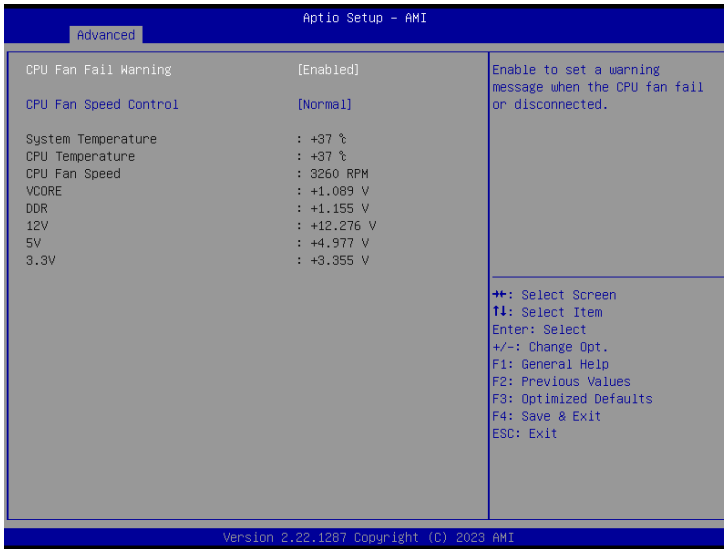 Aptio Setup – AMI
Advanced
CPU Fan Fail Warning [Enabled]
CPU Fan Speed Control [Normal]
System Temperature : +37 ℃
CPU Temperature : +37 ℃
CPU Fan Speed : 3260 RPM
VCORE : +1.089 V
DDR : +1.155 V
12V : +12.276 V
5V : +4.977 V
3.3V : +3.355 V
Enable to set a warning
message when the CPU fan fail
or disconnected.
→←: Select Screen
↑↓: Select Item
Enter: Select
+/-: Change Opt.
F1: General Help
F2: Previous Values
F3: Optimized Defaults
F4: Save & Exit
ESC: Exit
Version 2.22.1287 Copyright (C) 2023 AMI